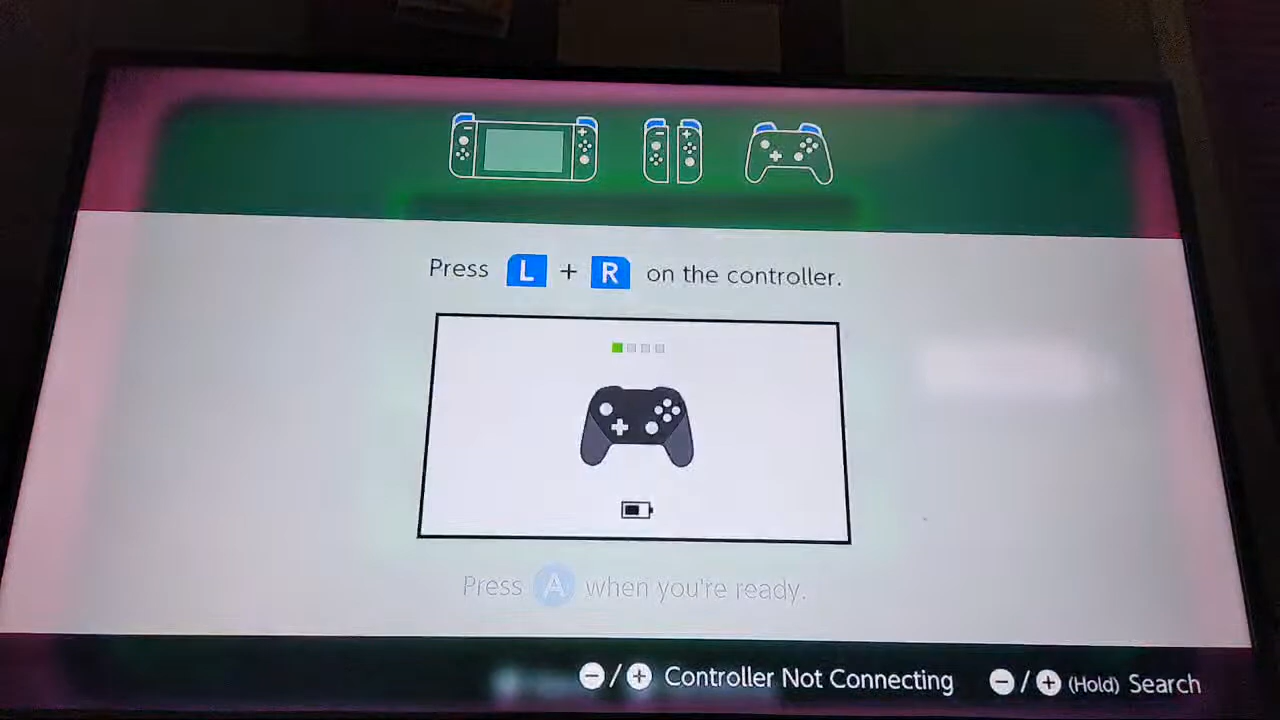 Press L + R on the controller.
Press A when you're ready.
−/+ Controller Not Connecting −/+ (Hold) Search